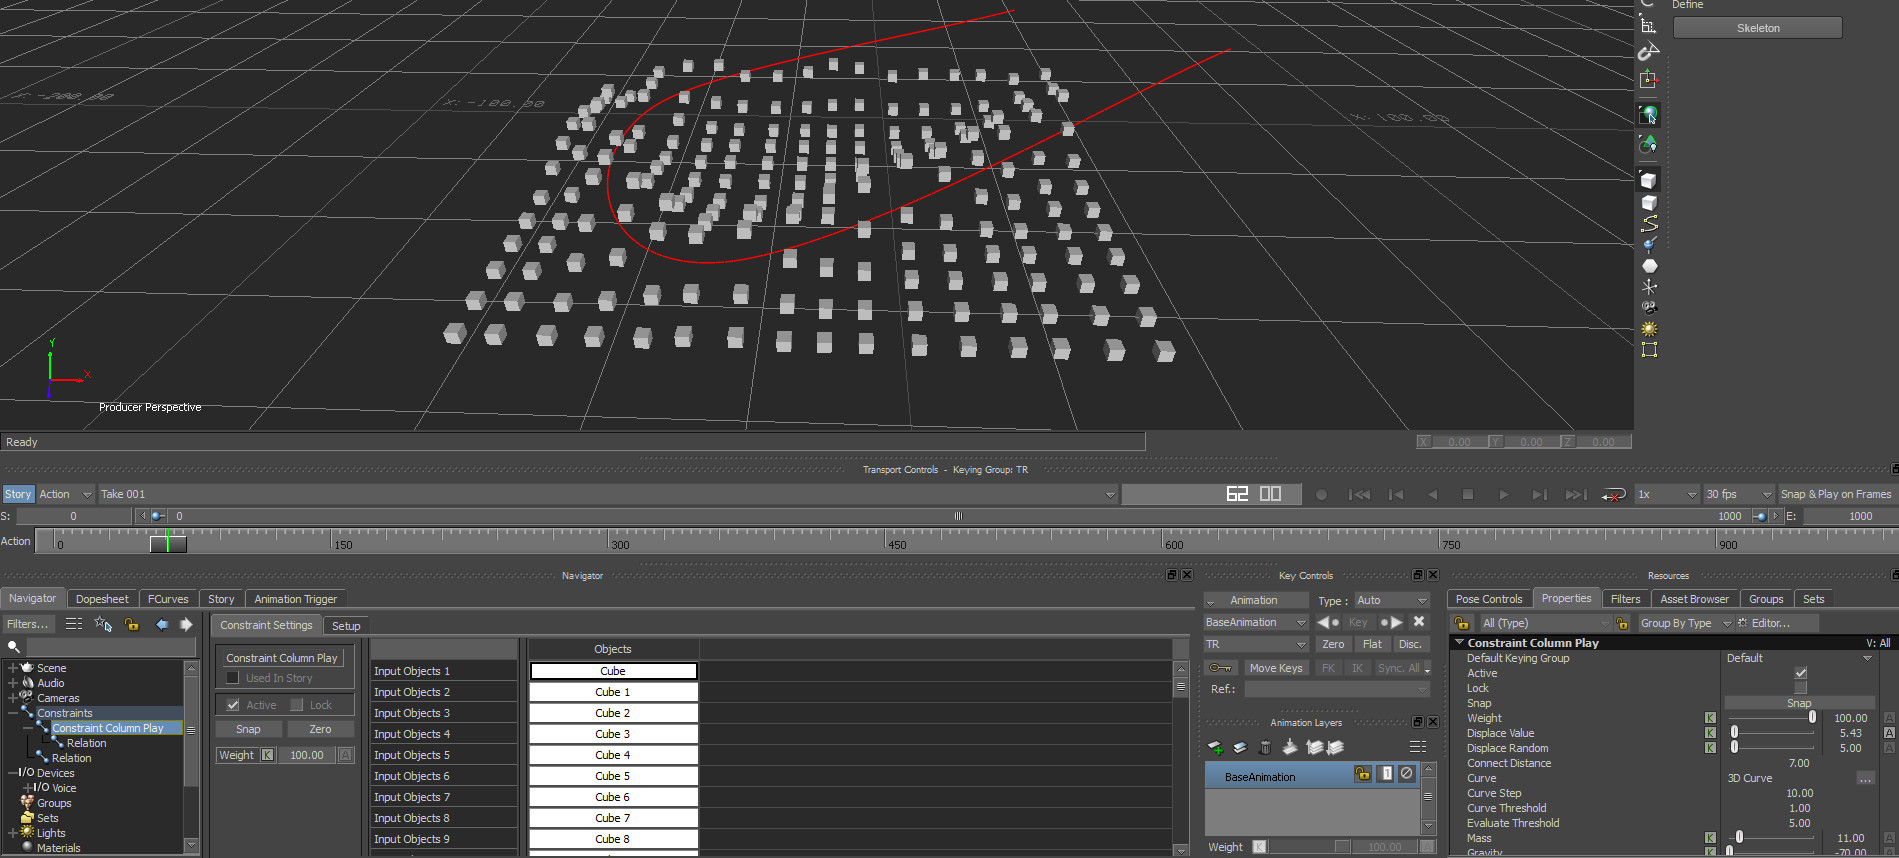 Define
Skeleton
X: -200.00
X: -100.00
X: 100.00
Y
X
Producer Perspective
Ready
X 0.00 Y 0.00 Z 0.00
Transport Controls - Keying Group: TR
Story Action Take 001 62 00 1x 30 fps Snap & Play on Frames
S: 0 0 1000 E: 1000
Action 0 150 300 450 600 750 900
Navigator Key Controls Resources
Navigator Dopesheet FCurves Story Animation Trigger
Filters...
Scene
Audio
Cameras
Constraints
Constraint Column Play
Relation
Relation
I/O Devices
I/O Voice
Groups
Sets
Lights
Materials
Constraint Settings Setup
Constraint Column Play
Used In Story
Active Lock
Snap Zero
Weight K 100.00 A
Objects
Input Objects 1 Cube
Input Objects 2 Cube 1
Input Objects 3 Cube 2
Input Objects 4 Cube 3
Input Objects 5 Cube 4
Input Objects 6 Cube 5
Input Objects 7 Cube 6
Input Objects 8 Cube 7
Input Objects 9 Cube 8
Animation Type : Auto
BaseAnimation Key
TR Zero Flat Disc.
Move Keys FK IK Sync. All
Ref.:
Animation Layers
BaseAnimation 1
Weight K 100.00 A
Pose Controls Properties Filters Asset Browser Groups Sets
All (Type) Group By Type Editor...
Constraint Column Play V: All
Default Keying Group Default
Active
Lock
Snap Snap
Weight K 100.00 A
Displace Value K 5.43 A
Displace Random K 5.00 A
Connect Distance 7.00
Curve 3D Curve ...
Curve Step 10.00
Curve Threshold 1.00
Evaluate Threshold 5.00
Mass K 11.00 A
Gravity K -70.00 A